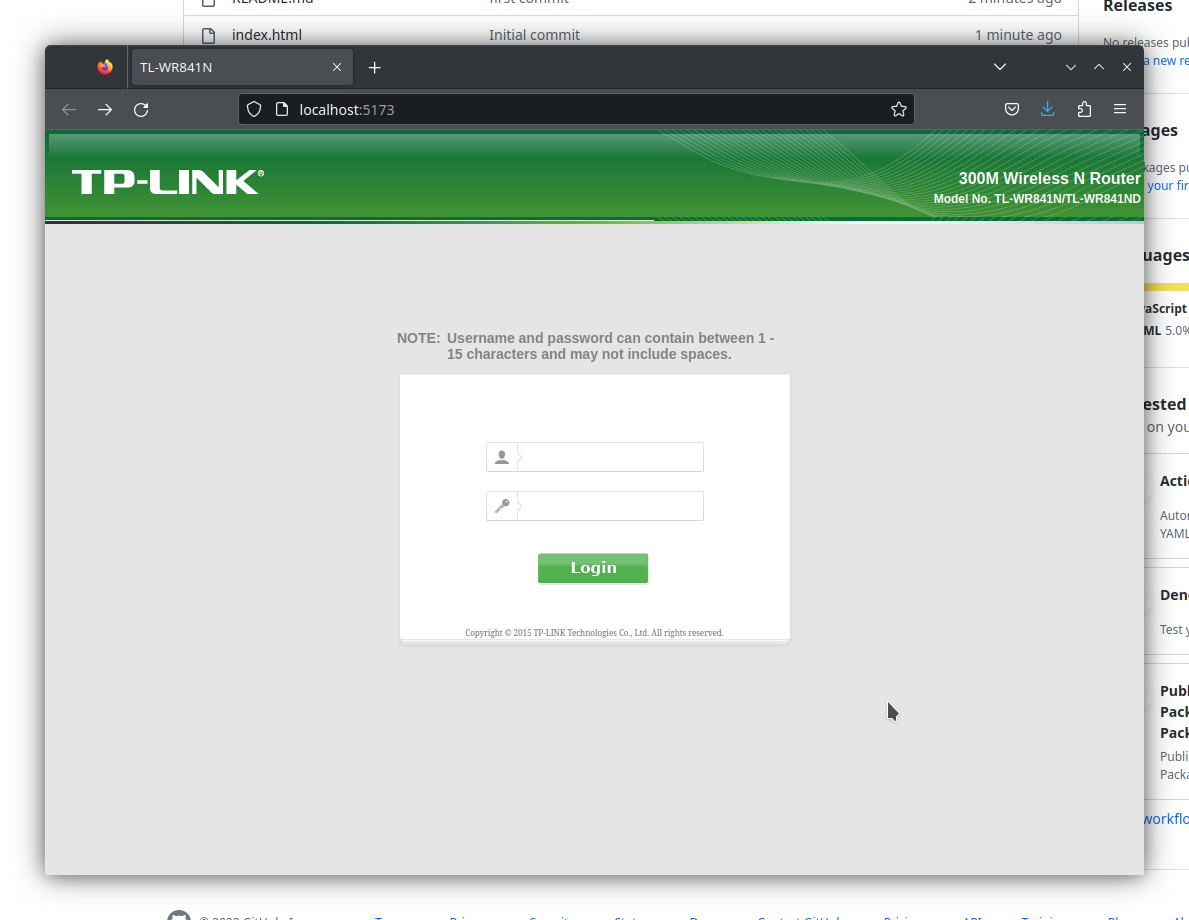 README.md first commit 2 minutes ago
Releases
index.html Initial commit 1 minute ago
No releases pul
a new re
TL-WR841N
localhost:5173
TP-LINK®
300M Wireless N Router
Model No. TL-WR841N/TL-WR841ND
ages
kages pu
your fir
uages
aScript
ML 5.0%
NOTE: Username and password can contain between 1 -
15 characters and may not include spaces.
ested
on you
Login
Copyright © 2015 TP-LINK Technologies Co., Ltd. All rights reserved.
Acti
Autor
YAML
Deno
Test y
Publ
Pack
Pack
Publi
Packa
workflo